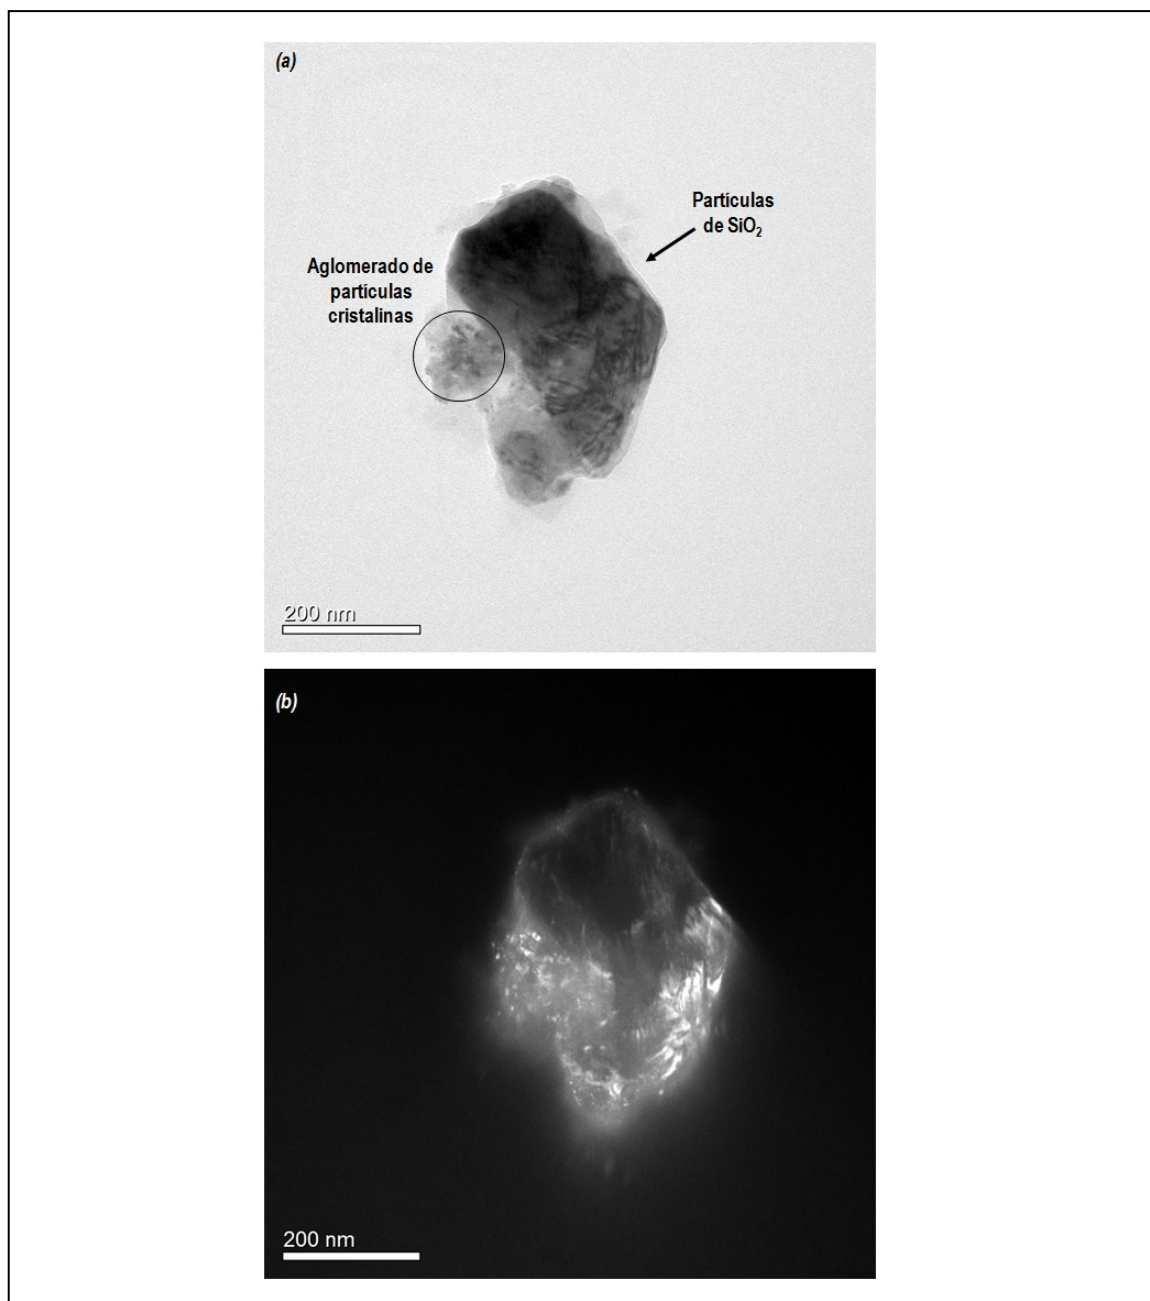 (a)
Partículas
de SiO₂
Aglomerado de
partículas
cristalinas
200 nm
(b)
200 nm